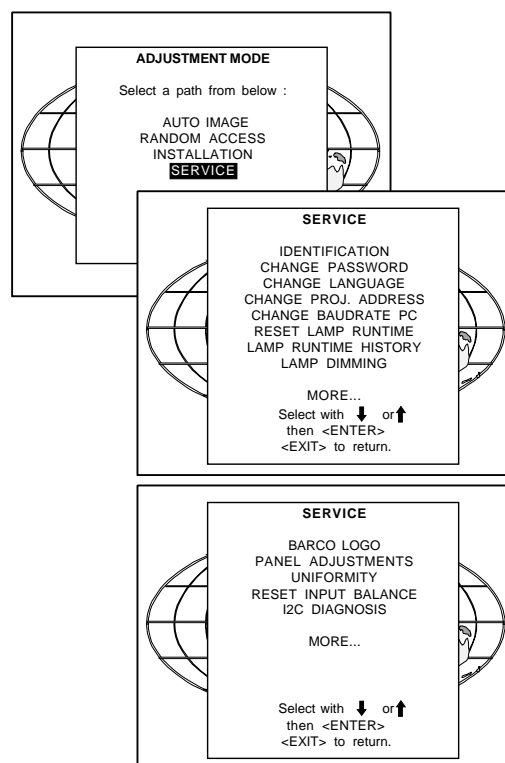 ADJUSTMENT MODE
Select a path from below :
AUTO IMAGE
RANDOM ACCESS
INSTALLATION
SERVICE
SERVICE
IDENTIFICATION
CHANGE PASSWORD
CHANGE LANGUAGE
CHANGE PROJ. ADDRESS
CHANGE BAUDRATE PC
RESET LAMP RUNTIME
LAMP RUNTIME HISTORY
LAMP DIMMING
MORE...
Select with ⬇ or⬆
then <ENTER>
<EXIT> to return.
SERVICE
BARCO LOGO
PANEL ADJUSTMENTS
UNIFORMITY
RESET INPUT BALANCE
I2C DIAGNOSIS
MORE...
Select with ⬇ or⬆
then <ENTER>
<EXIT> to return.